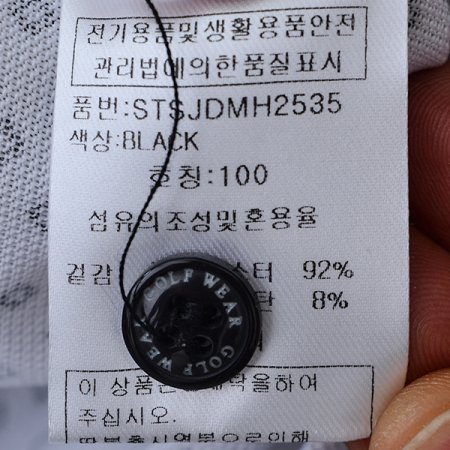 전기용품및생활용품안전
관리법에의한품질표시
품번:STSJDMH2535
색상:BLACK
호칭:100
섬유의조성및혼용율
겉감 스터 92%
탄 8%
GOLF WEAR GOLF WEAR
이 상품은 을하여
주십시오.